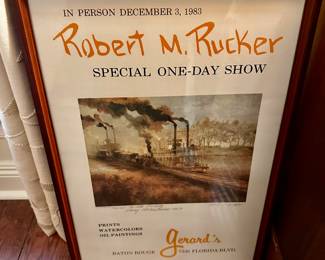 IN PERSON DECEMBER 3, 1983
Robert M. Rucker
SPECIAL ONE-DAY SHOW
PRINTS
WATERCOLORS
OIL PAINTINGS
gerard's
BATON ROUGE
FLORIDA BLVD.